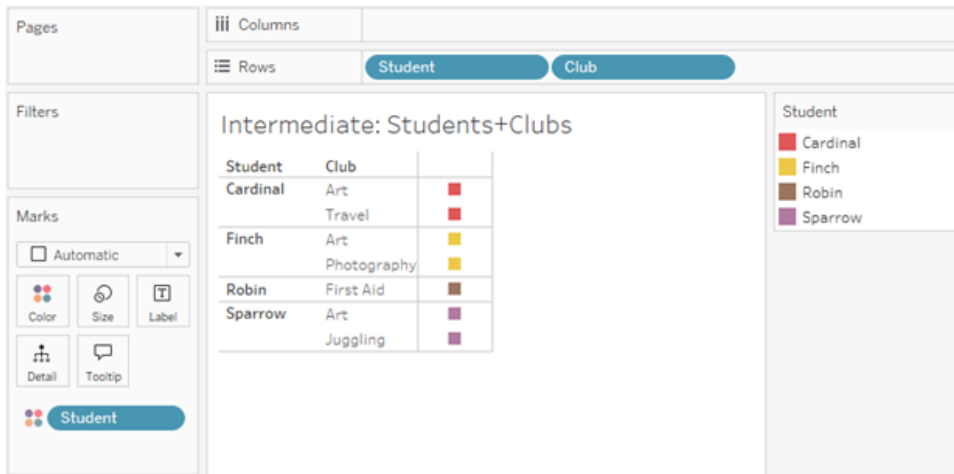 Pages
Columns
Rows Student Club
Filters
Intermediate: Students+Clubs
Student Club
Cardinal Art
Travel
Finch Art
Photography
Robin First Aid
Sparrow Art
Juggling
Marks
Automatic
Color Size Label
T
Detail Tooltip
Student
Student
Cardinal
Finch
Robin
Sparrow